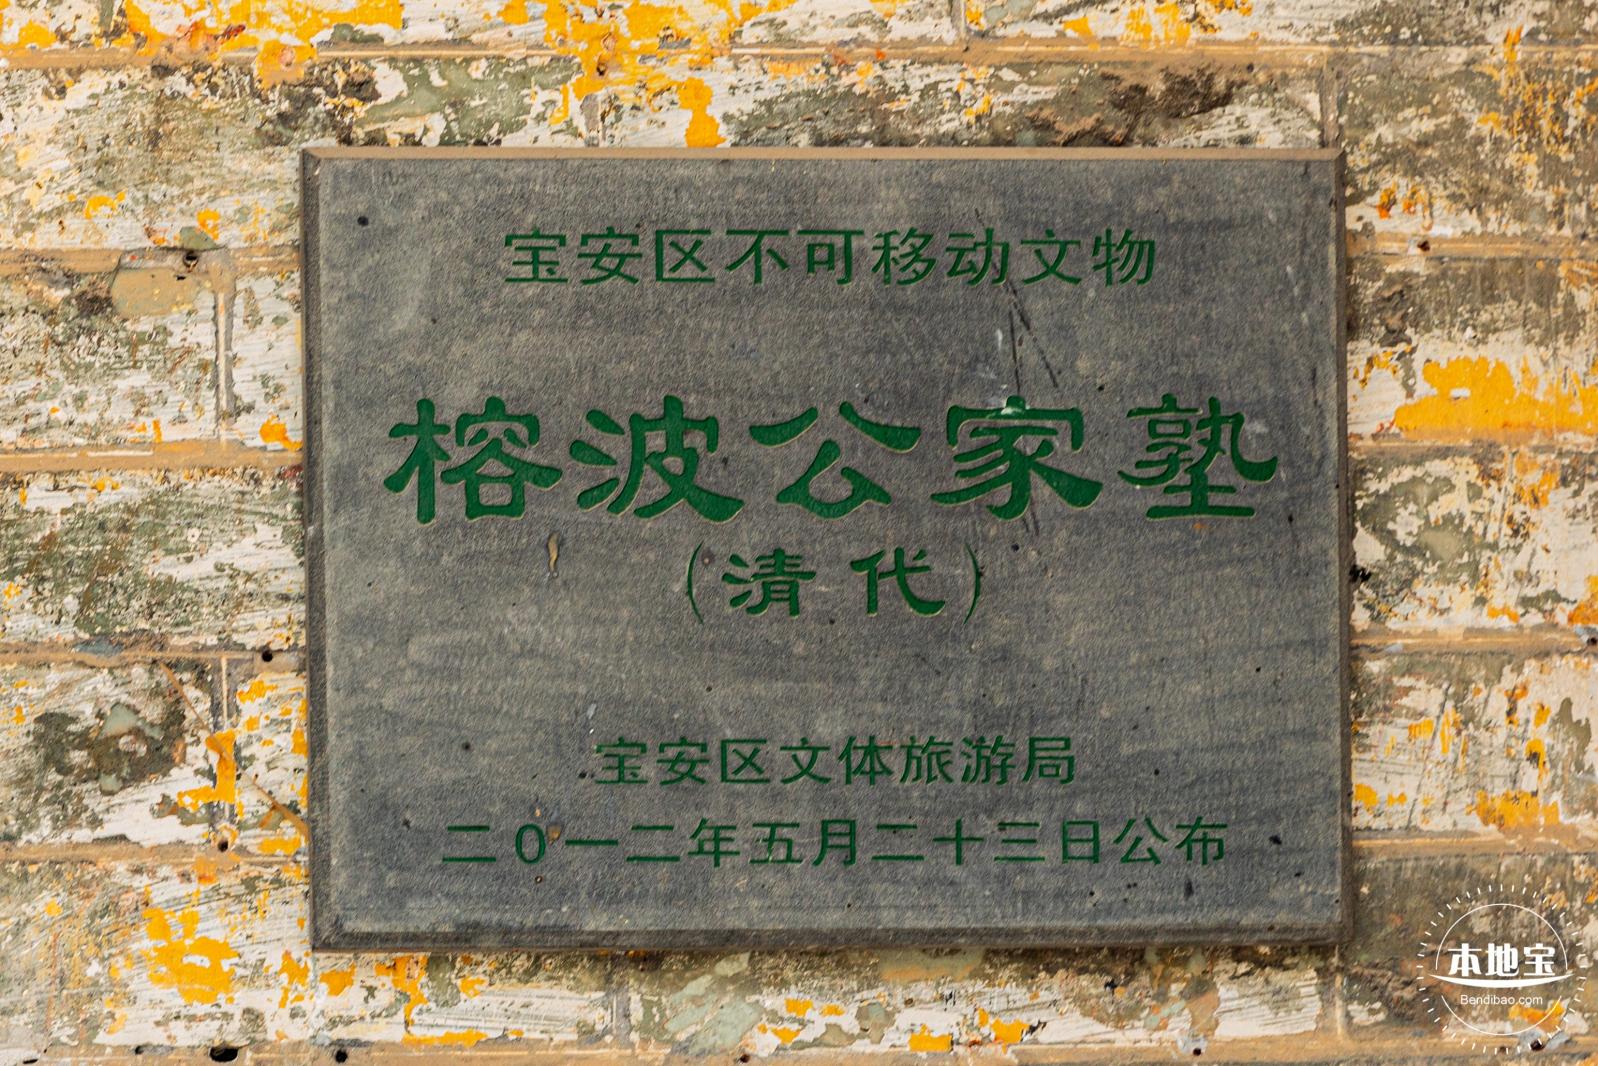 宝安区不可移动文物
榕波公家塾
（清代）
宝安区文体旅游局
二0一二年五月二十三日公布
本地宝
Bendibao.com